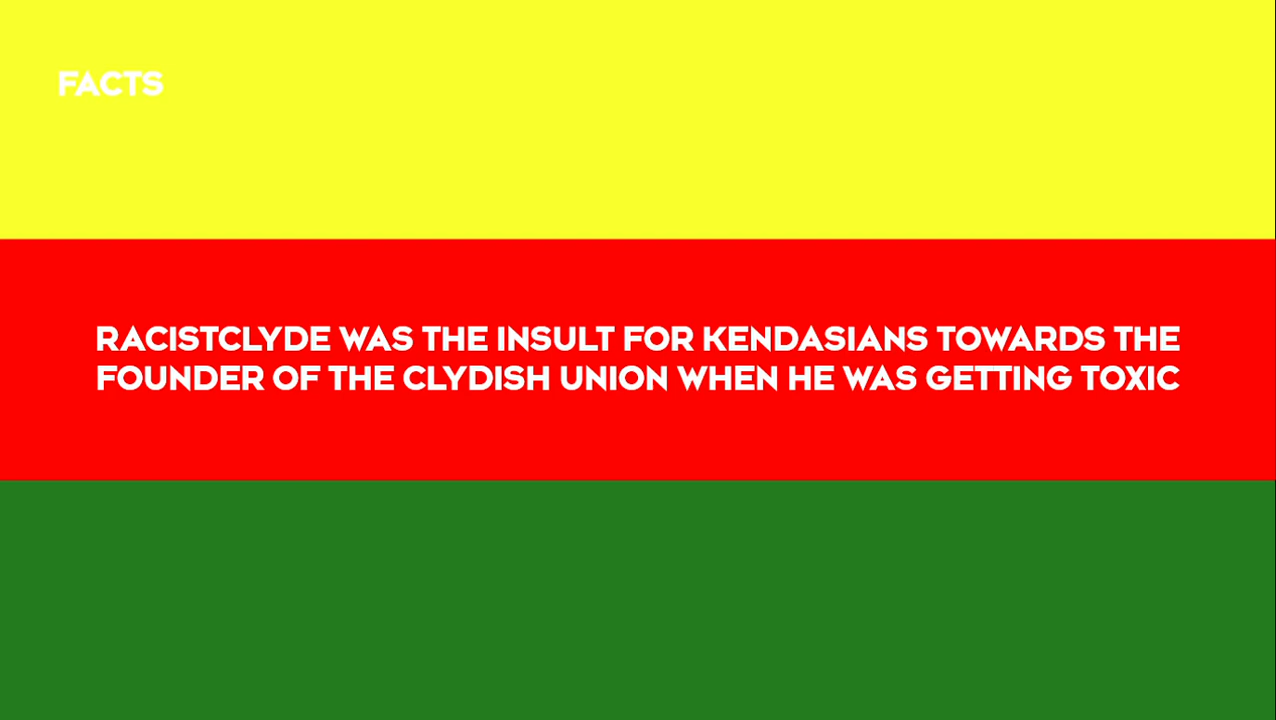 FACTS
RACISTCLYDE WAS THE INSULT FOR KENDASIANS TOWARDS THE
FOUNDER OF THE CLYDISH UNION WHEN HE WAS GETTING TOXIC